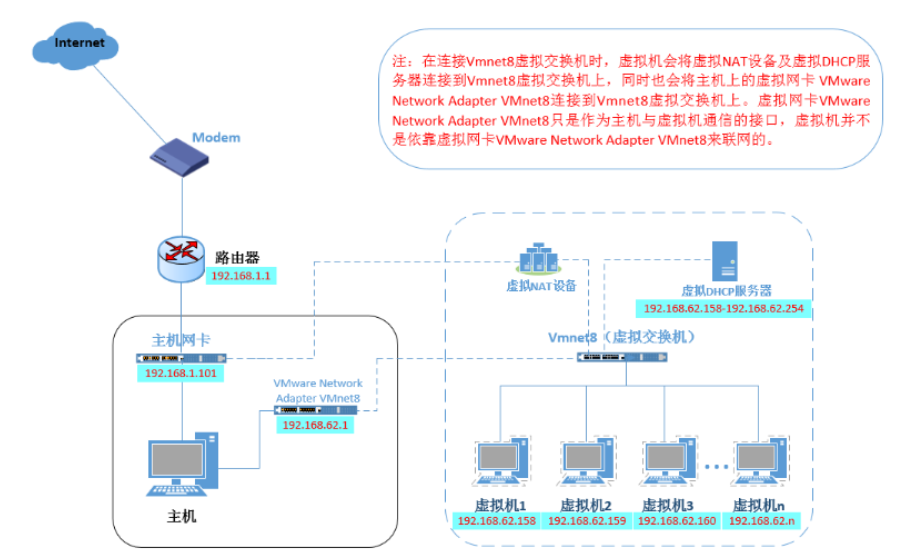 Internet
注：在连接Vmnet8虚拟交换机时，虚拟机会将虚拟NAT设备及虚拟DHCP服
务器连接到Vmnet8虚拟交换机上，同时也会将主机上的虚拟网卡 VMware
Network Adapter VMnet8连接到Vmnet8虚拟交换机上。虚拟网卡VMware
Network Adapter VMnet8只是作为主机与虚拟机通信的接口，虚拟机并不
是依靠虚拟网卡VMware Network Adapter VMnet8来联网的。
Modem
路由器
192.168.1.1
虚拟NAT设备
虚拟DHCP服务器
192.168.62.158-192.168.62.254
主机网卡
192.168.1.101
Vmnet8（虚拟交换机）
VMware Network
Adapter VMnet8
192.168.62.1
主机
虚拟机1
192.168.62.158
虚拟机2
192.168.62.159
虚拟机3
192.168.62.160
虚拟机n
192.168.62.n